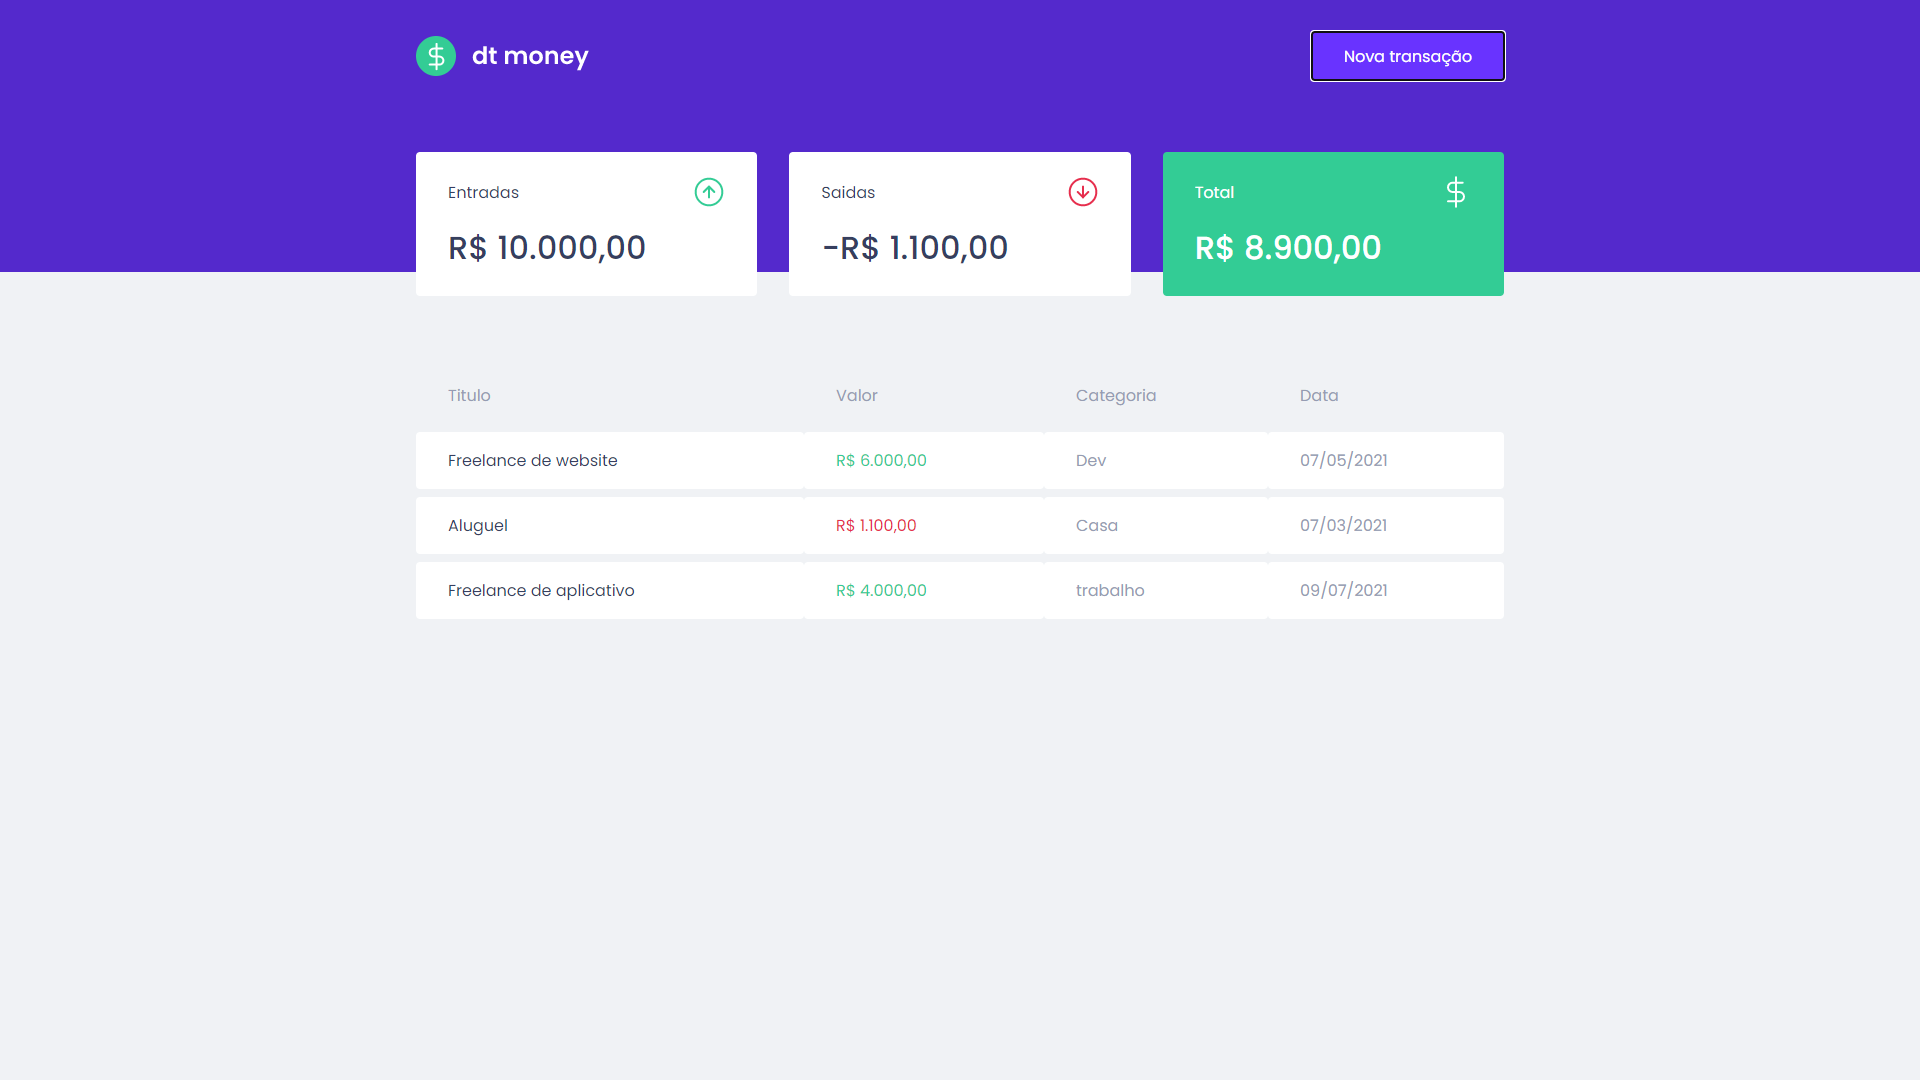 dt money
Nova transação
Entradas
Saidas
Total
R$ 10.000,00
-R$ 1.100,00
R$ 8.900,00
Titulo Valor Categoria Data
Freelance de website R$ 6.000,00 Dev 07/05/2021
Aluguel R$ 1.100,00 Casa 07/03/2021
Freelance de aplicativo R$ 4.000,00 trabalho 09/07/2021